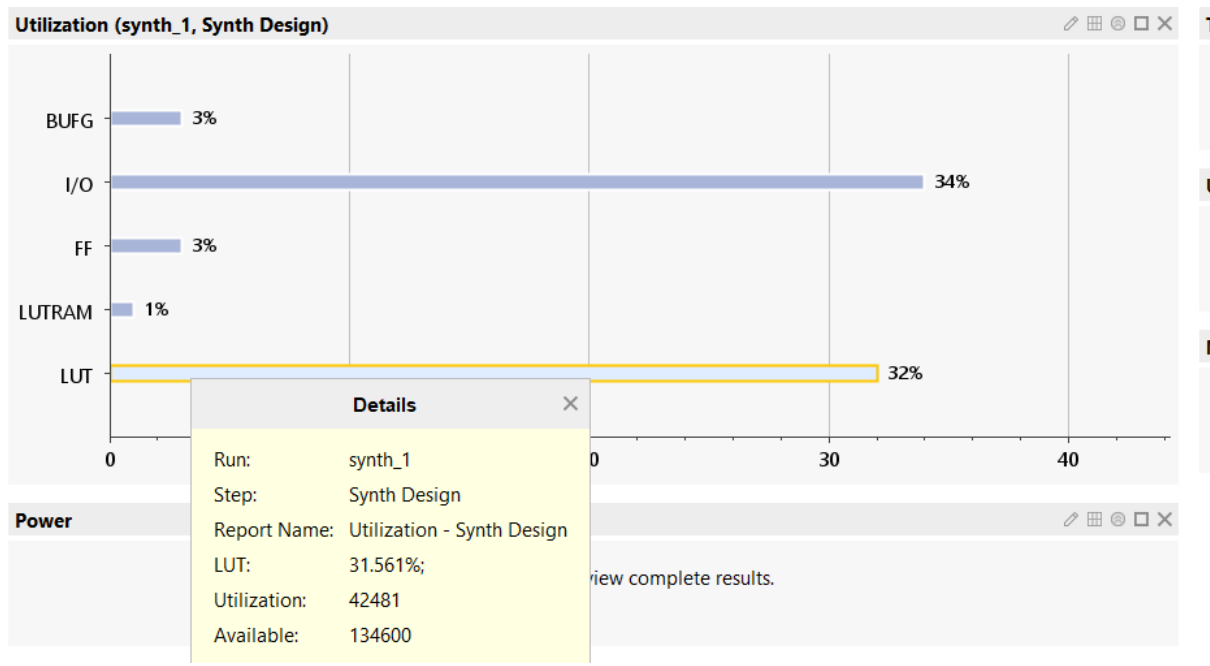 Utilization (synth_1, Synth Design)
BUFG 3%
I/O 34%
FF 3%
LUTRAM 1%
LUT 32%
0 0 30 40
Details
Run: synth_1
Step: Synth Design
Report Name: Utilization - Synth Design
LUT: 31.561%;
Utilization: 42481
Available: 134600
Power
view complete results.